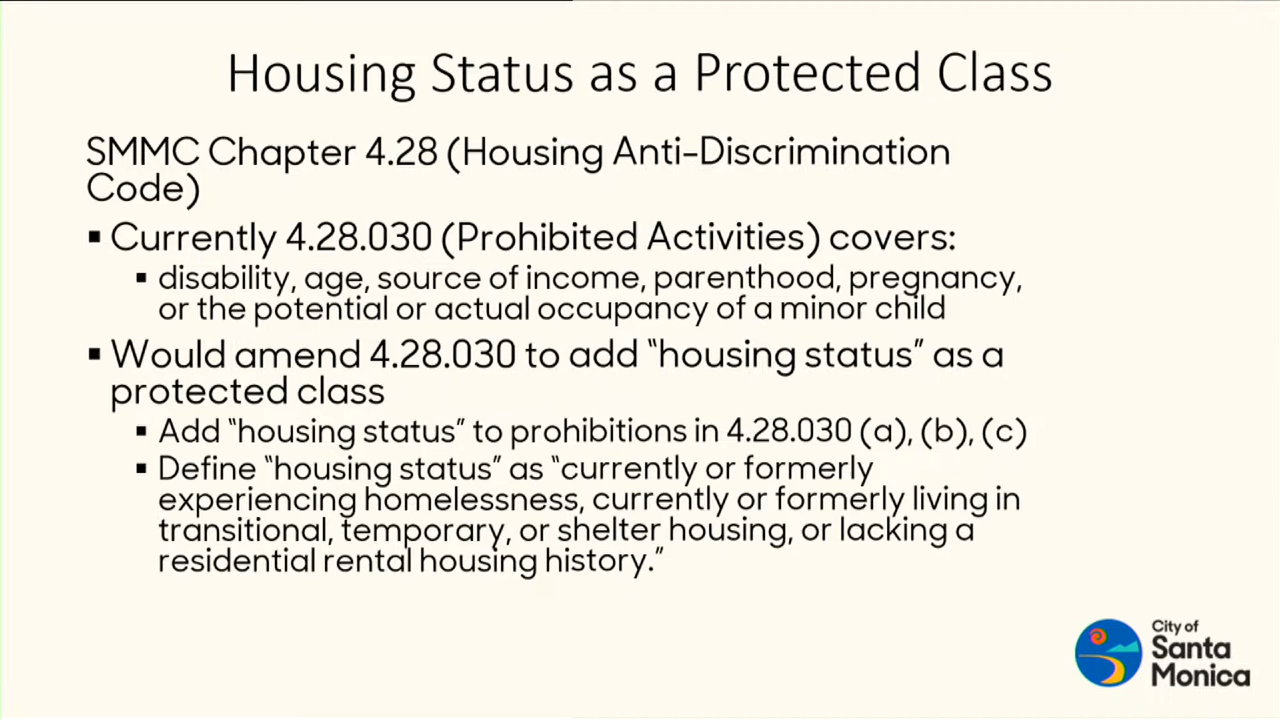 Housing Status as a Protected Class
SMMC Chapter 4.28 (Housing Anti-Discrimination
Code)
▪ Currently 4.28.030 (Prohibited Activities) covers:
▪ disability, age, source of income, parenthood, pregnancy,
or the potential or actual occupancy of a minor child
▪ Would amend 4.28.030 to add “housing status” as a
protected class
▪ Add “housing status” to prohibitions in 4.28.030 (a), (b), (c)
▪ Define “housing status” as “currently or formerly
experiencing homelessness, currently or formerly living in
transitional, temporary, or shelter housing, or lacking a
residential rental housing history.”
City of
Santa
Monica